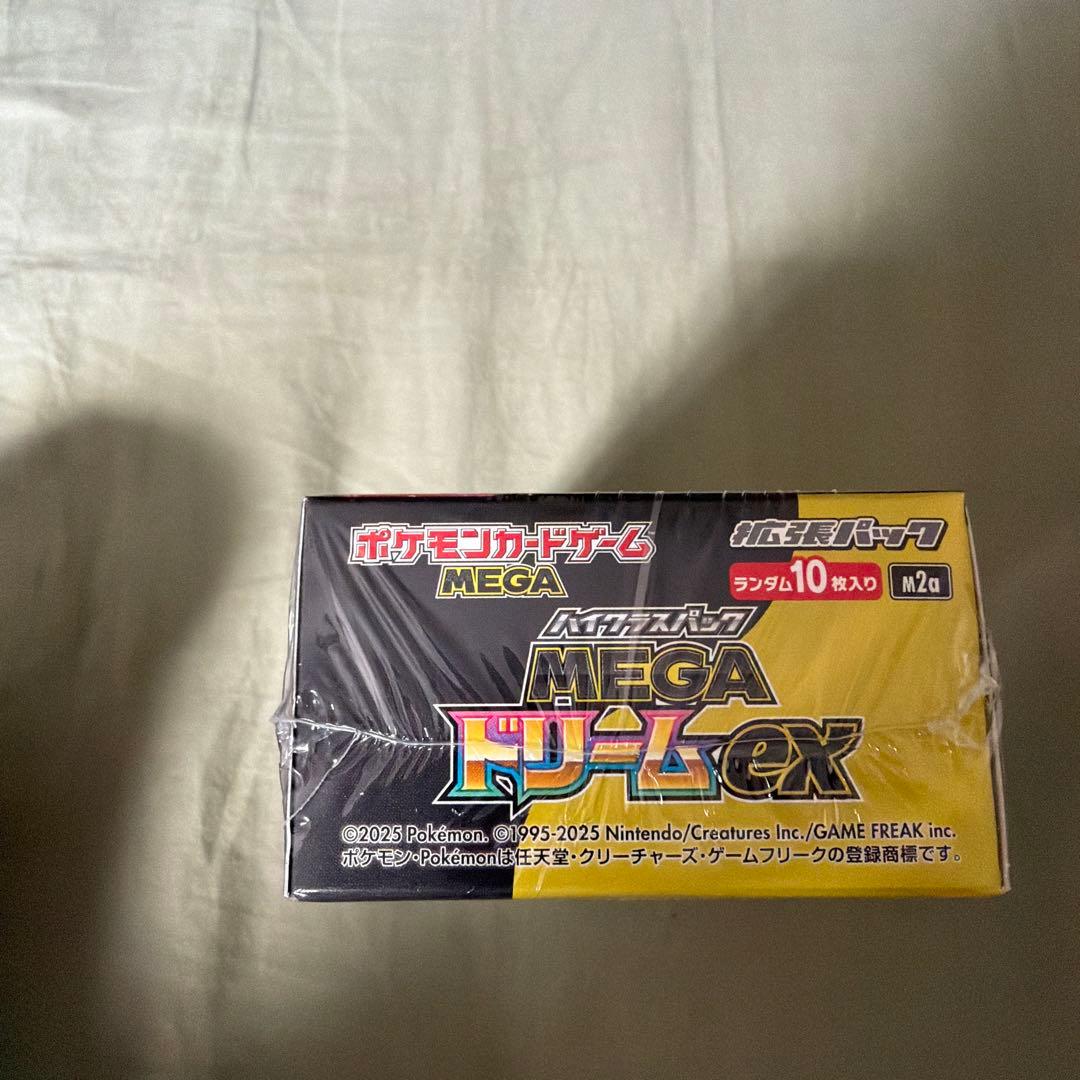 ポケモンカードゲーム
MEGA
拡張パック
ランダム10枚入り
M2a
ハイクラスパック
MEGA
ドリームex
©2025 Pokémon. ©1995-2025 Nintendo/Creatures Inc./GAME FREAK inc.
ポケモン・Pokémonは任天堂・クリーチャーズ・ゲームフリークの登録商標です。